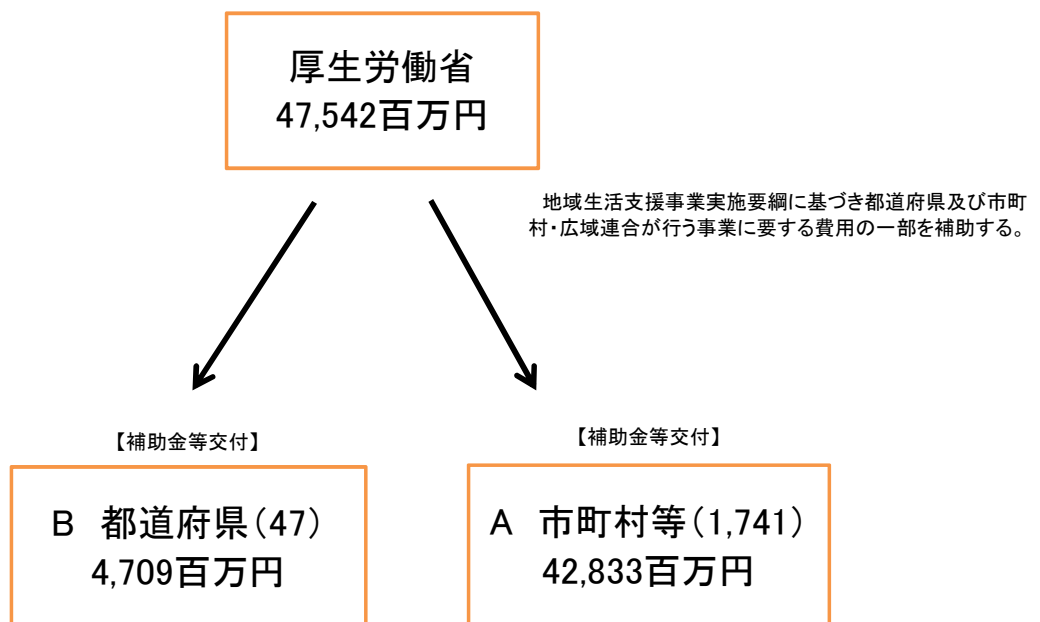 厚生労働省
47,542百万円
地域生活支援事業実施要綱に基づき都道府県及び市町
村・広域連合が行う事業に要する費用の一部を補助する。
【補助金等交付】
【補助金等交付】
B　都道府県(47)
4,709百万円
A　市町村等(1,741)
42,833百万円